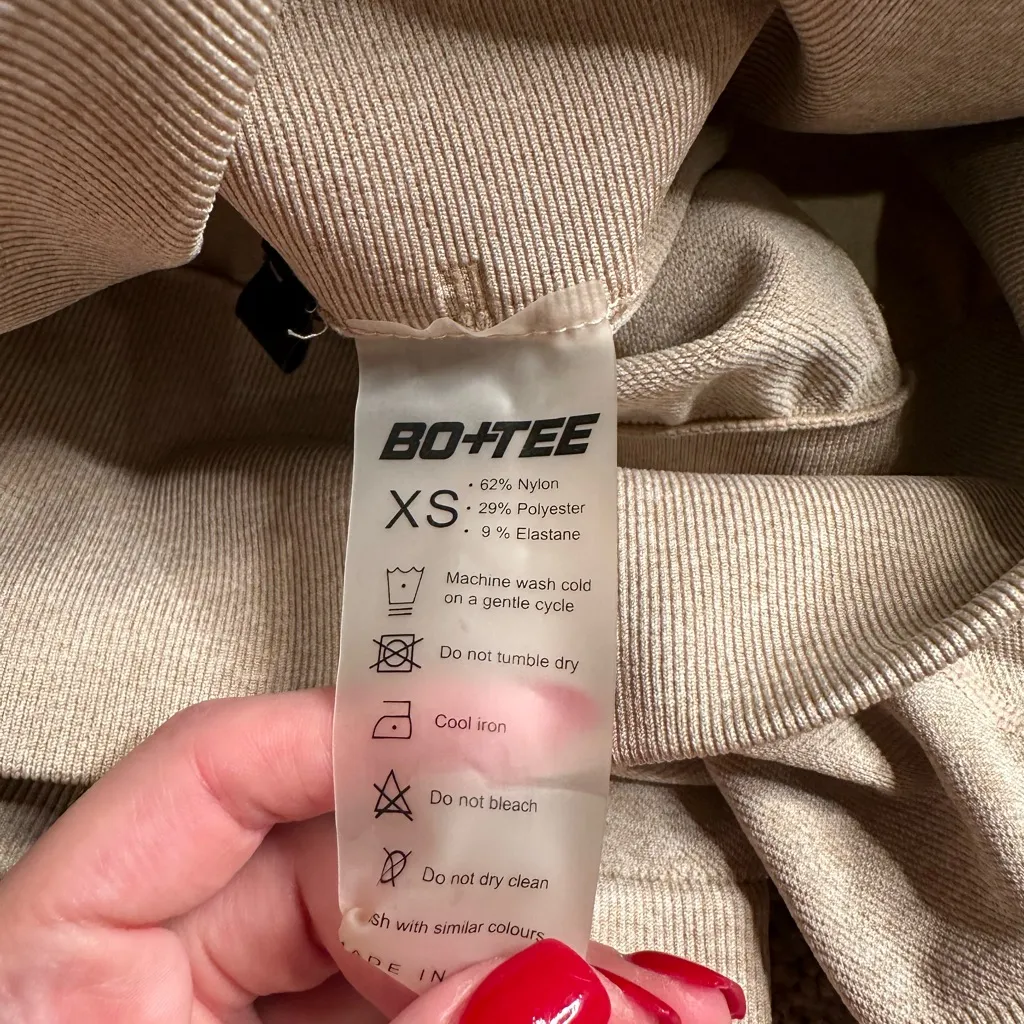 BO+TEE
XS
• 62% Nylon
• 29% Polyester
• 9 % Elastane
Machine wash cold
on a gentle cycle
Do not tumble dry
Cool iron
Do not bleach
Do not dry clean
with similar colours
IN